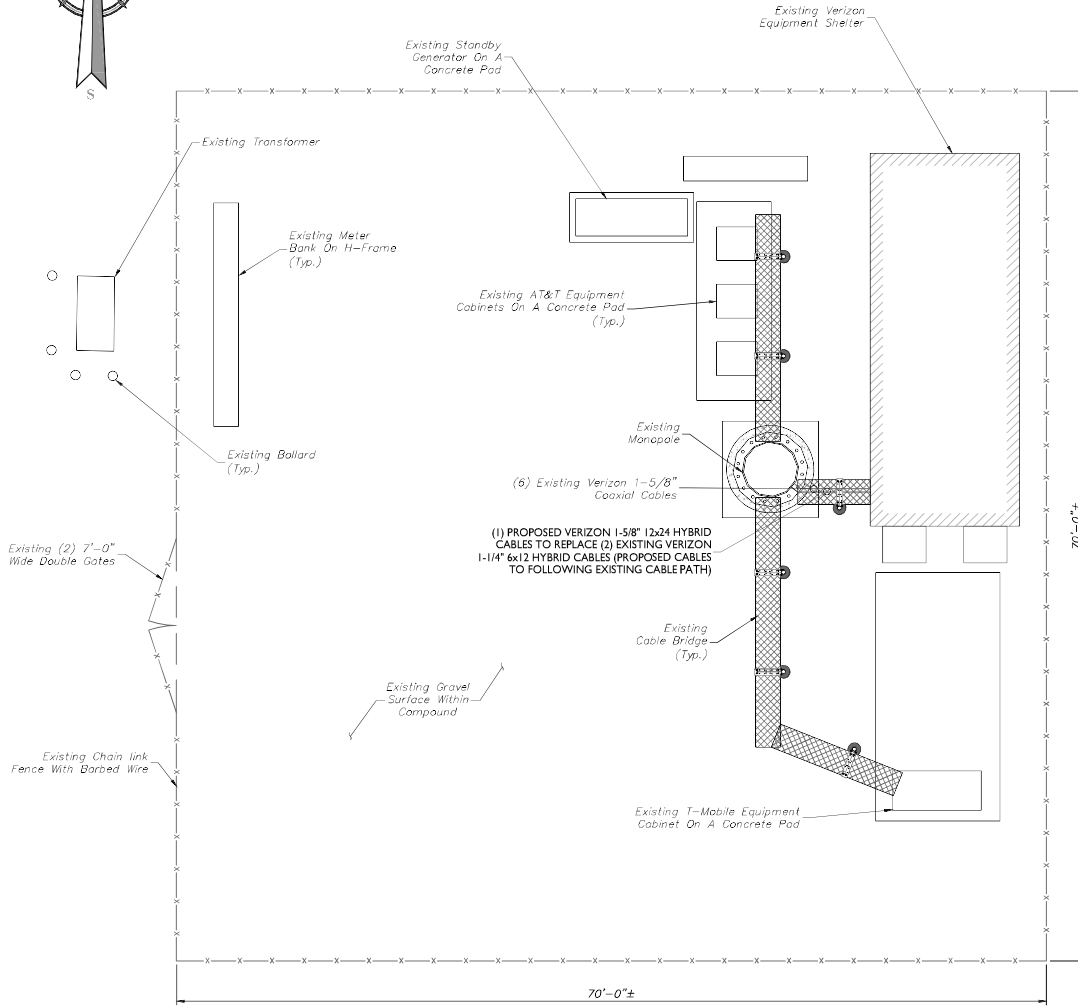 S
Existing Verizon
Equipment Shelter
Existing Standby
Generator On A
Concrete Pad
Existing Transformer
Existing Meter
Bank On H-Frame
(Typ.)
Existing AT&T Equipment
Cabinets On A Concrete Pad
(Typ.)
Existing
Monopole
Existing Bollard
(Typ.)
(6) Existing Verizon 1-5/8"
Coaxial Cables
(1) PROPOSED VERIZON 1-5/8" 12x24 HYBRID
CABLES TO REPLACE (2) EXISTING VERIZON
1-1/4" 6x12 HYBRID CABLES (PROPOSED CABLES
TO FOLLOWING EXISTING CABLE PATH)
70'-0"±
Existing (2) 7'-0"
Wide Double Gates
Existing
Cable Bridge
(Typ.)
Existing Gravel
Surface Within
Compound
Existing Chain link
Fence With Barbed Wire
Existing T-Mobile Equipment
Cabinet On A Concrete Pad
70'-0"±